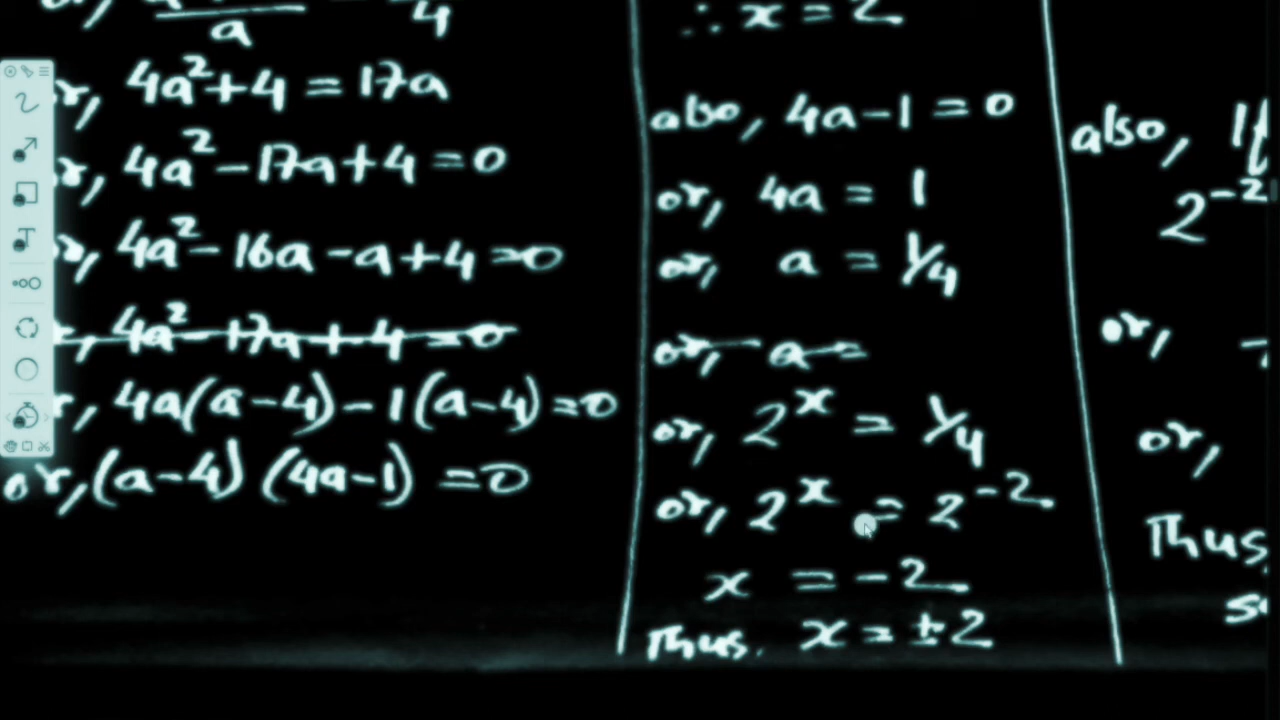 or, 4
a
or, 4a²+4 = 17a
or, 4a² - 17a + 4 = 0
or, 4a² - 16a - a + 4 = 0
or, 4a² - 17a + 4 = 0
or, 4a(a-4) - 1(a-4) = 0
or, (a-4) (4a-1) = 0
∴ x = 2
also, 4a-1 = 0
or, 4a = 1
or, a = 1/4
or, a =
or, 2ˣ = 1/4
or, 2ˣ = 2⁻²
x = -2
Thus. x = ±2
also,
2⁻²
or,
or,
Thus